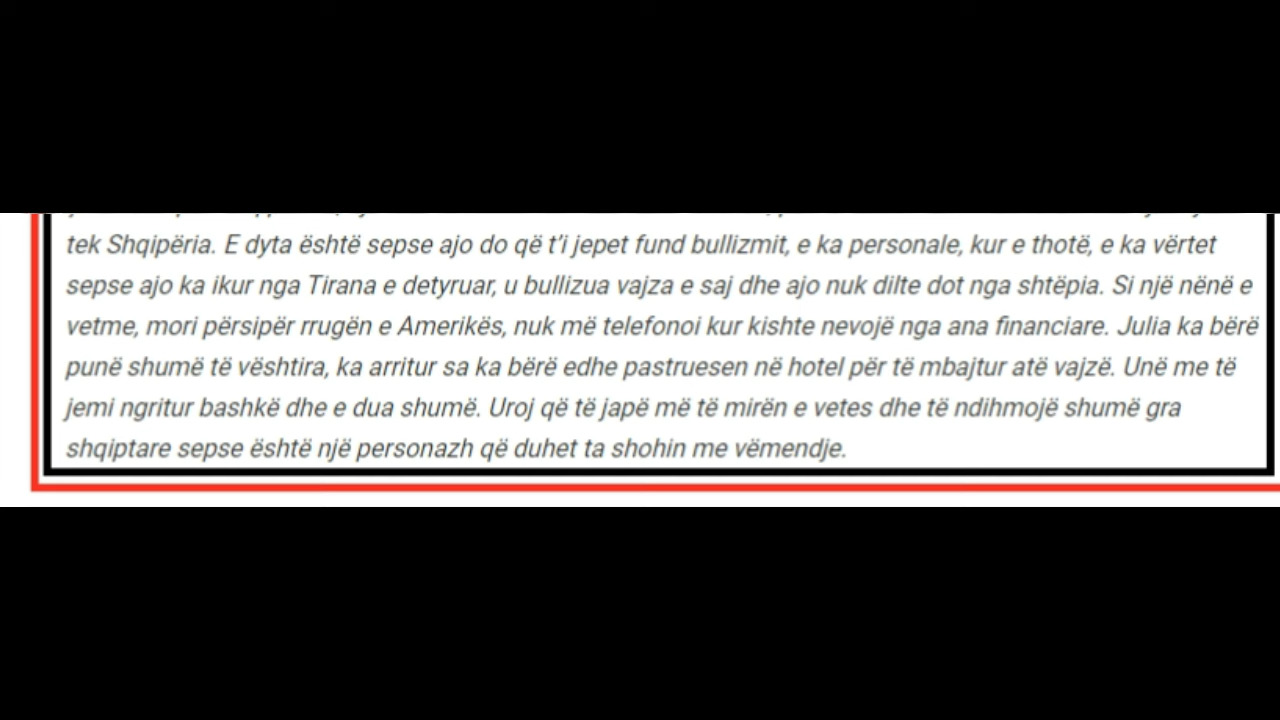 tek Shqipëria. E dyta është sepse ajo do që t'i jepet fund bullizmit, e ka personale, kur e thotë, e ka vërtet
sepse ajo ka ikur nga Tirana e detyruar, u bullizua vajza e saj dhe ajo nuk dilte dot nga shtëpia. Si një nënë e
vetme, mori përsipër rrugën e Amerikës, nuk më telefonoi kur kishte nevojë nga ana financiare. Julia ka bërë
punë shumë të vështira, ka arritur sa ka bërë edhe pastruesen në hotel për të mbajtur atë vajzë. Unë me të
jemi ngritur bashkë dhe e dua shumë. Uroj që të japë më të mirën e vetes dhe të ndihmojë shumë gra
shqiptare sepse është një personazh që duhet ta shohin me vëmendje.